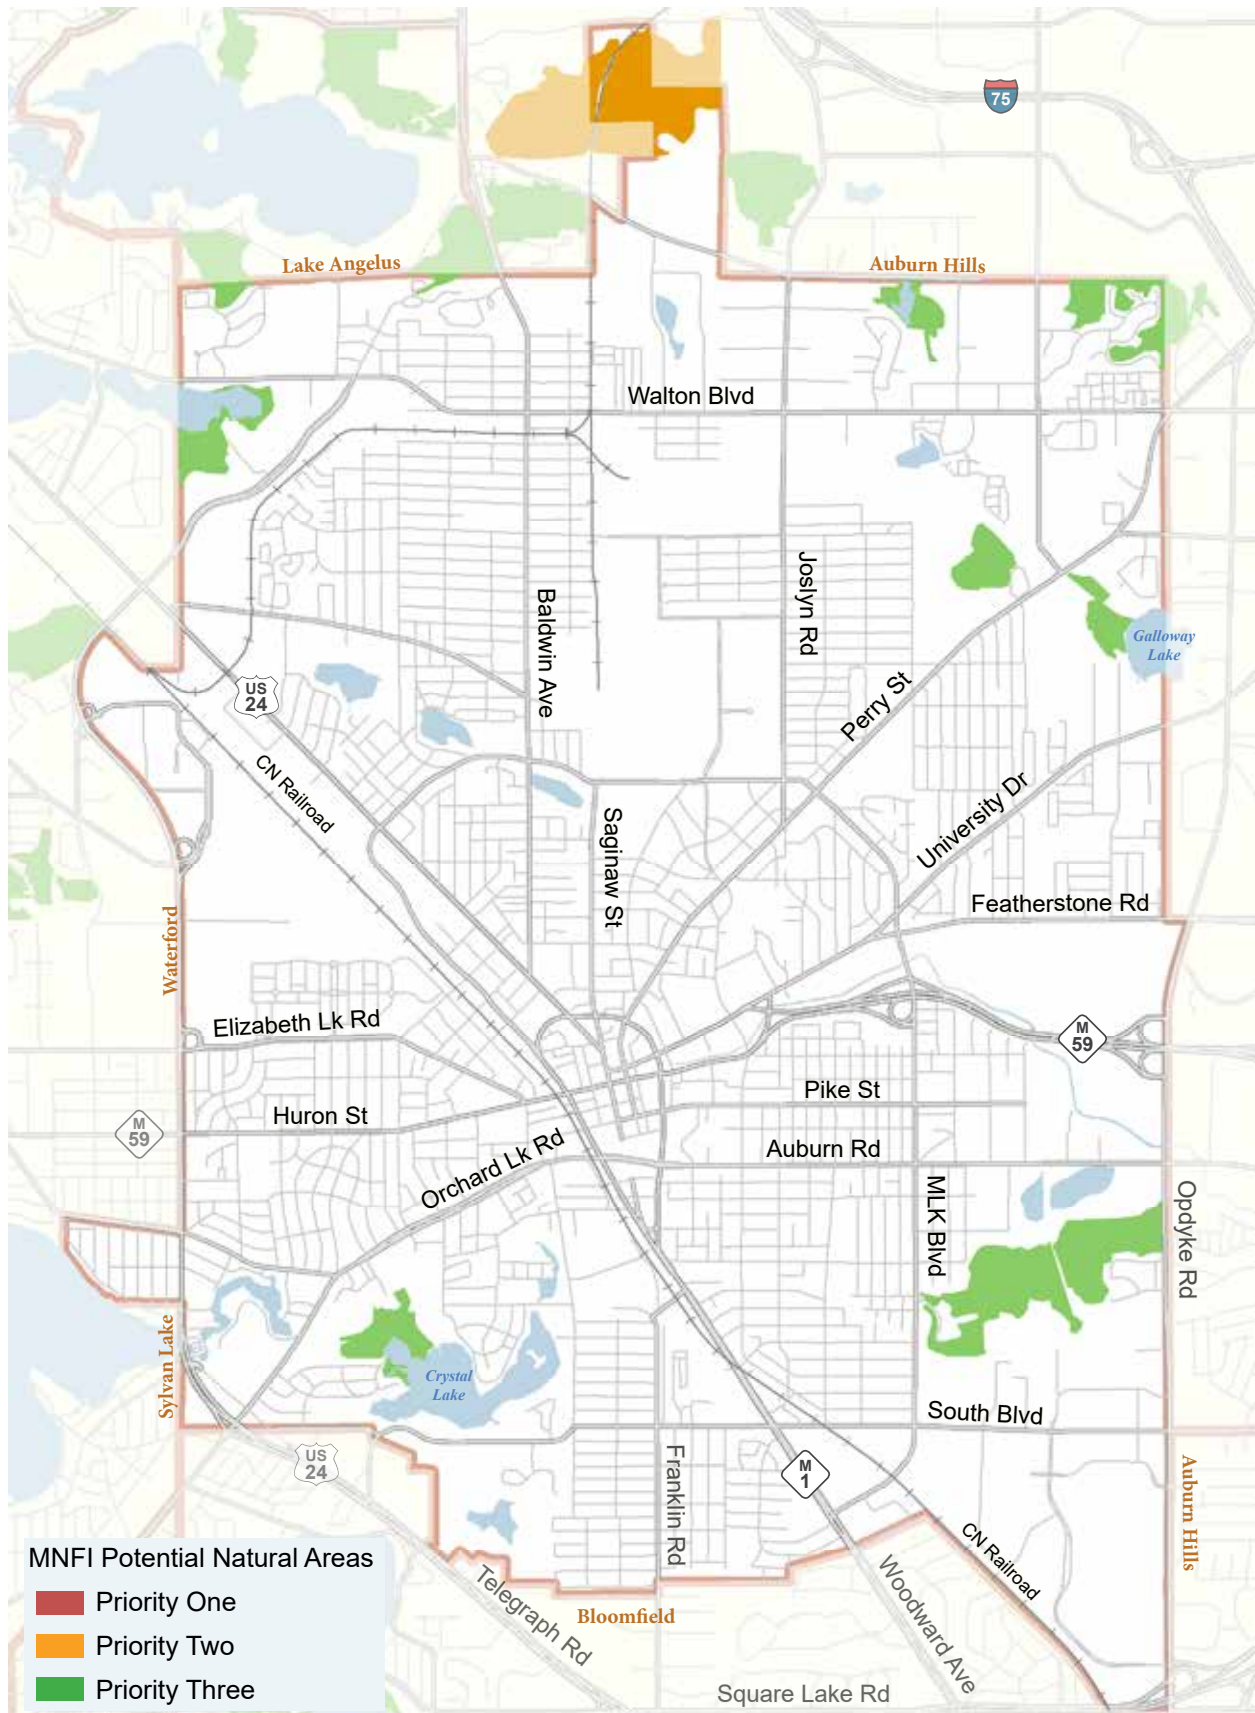 75
Lake Angelus
Auburn Hills
Walton Blvd
Joslyn Rd
Baldwin Ave
Galloway
Lake
US
24
Perry St
CN Railroad
University Dr
Saginaw St
Featherstone Rd
Waterford
Elizabeth Lk Rd
M
59
Pike St
Huron St
M
59
Orchard Lk Rd
Auburn Rd
MLK Blvd
Opdyke Rd
Sylvan Lake
Crystal
Lake
South Blvd
US
24
Franklin Rd
M
1
Auburn Hills
CN Railroad
Telegraph Rd
Woodward Ave
Bloomfield
Square Lake Rd
MNFI Potential Natural Areas
Priority One
Priority Two
Priority Three